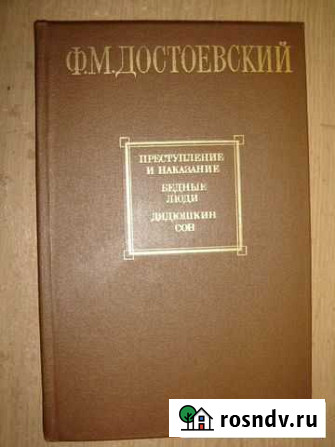 Ф.М.ДОСТОЕВСКИЙ
ПРЕСТУПЛЕНИЕ
И НАКАЗАНИЕ
БЕДНЫЕ
ЛЮДИ
ДЯДЮШКИН
СОН
rosndv.ru